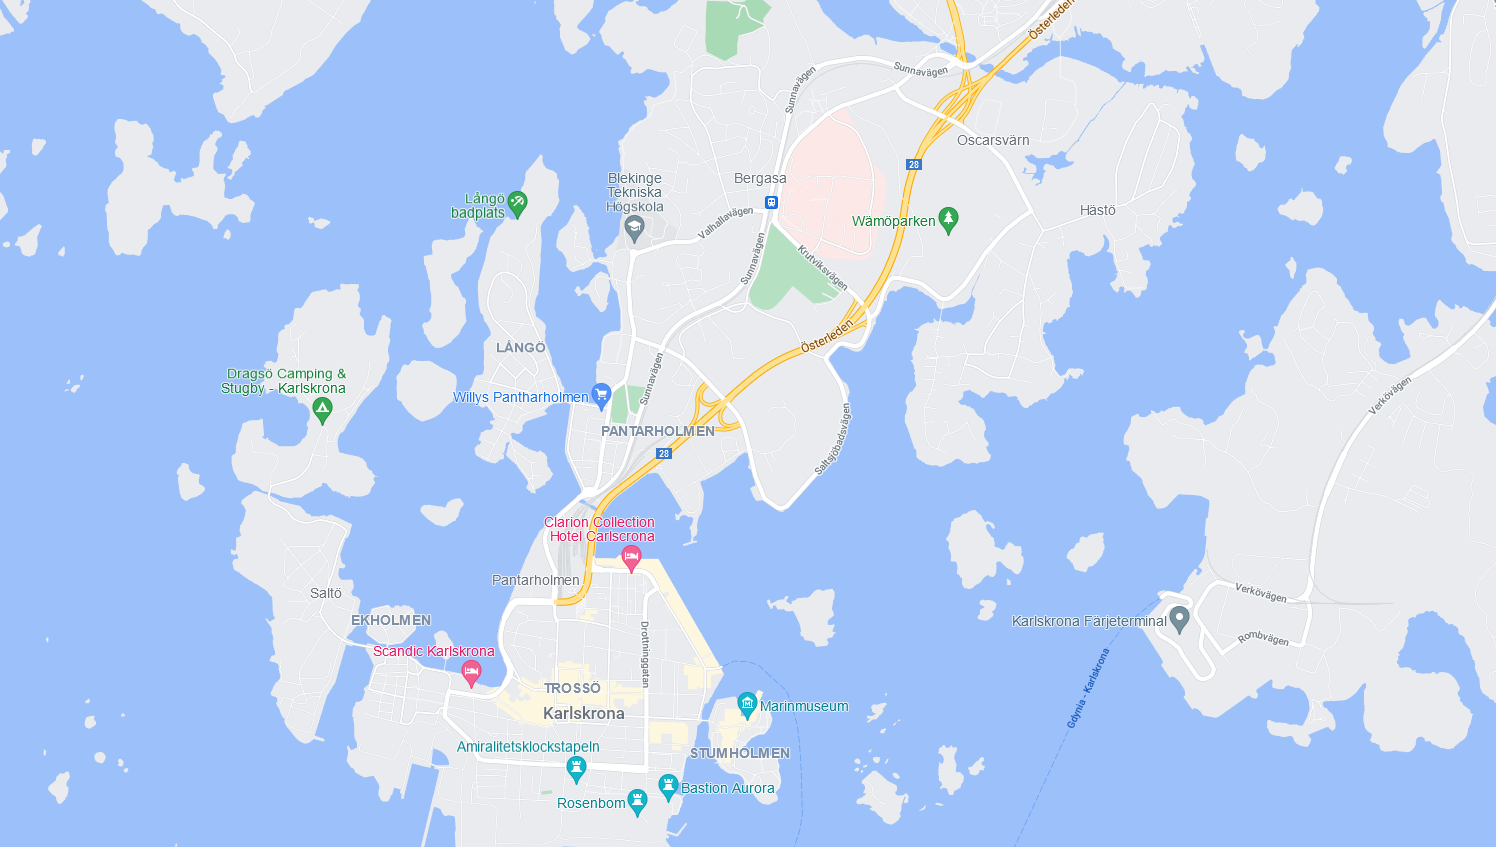 Österleden
Sunnavägen
Sunnavägen
Oscarsvärn
28
Bergasa
Blekinge
Tekniska
Högskola
Långö
badplats
Valhallavägen
Wämöparken
Hästö
Sunnavägen
Krutviksvägen
Österleden
LÅNGÖ
Dragsö Camping &
Stugby - Karlskrona
Sunnavägen
Willys Pantharholmen
Verkövägen
PANTARHOLMEN
Saltsjöbadsvägen
28
Clarion Collection
Hotel Carlscrona
Pantarholmen
Saltö
Verkövägen
EKHOLMEN
Karlskrona Färjeterminal
Rombvägen
Scandic Karlskrona
Drottninggatan
Gdynia - Karlskrona
TROSSÖ
Karlskrona
Marinmuseum
Amiralitetsklockstapeln
STUMHOLMEN
Bastion Aurora
Rosenbom